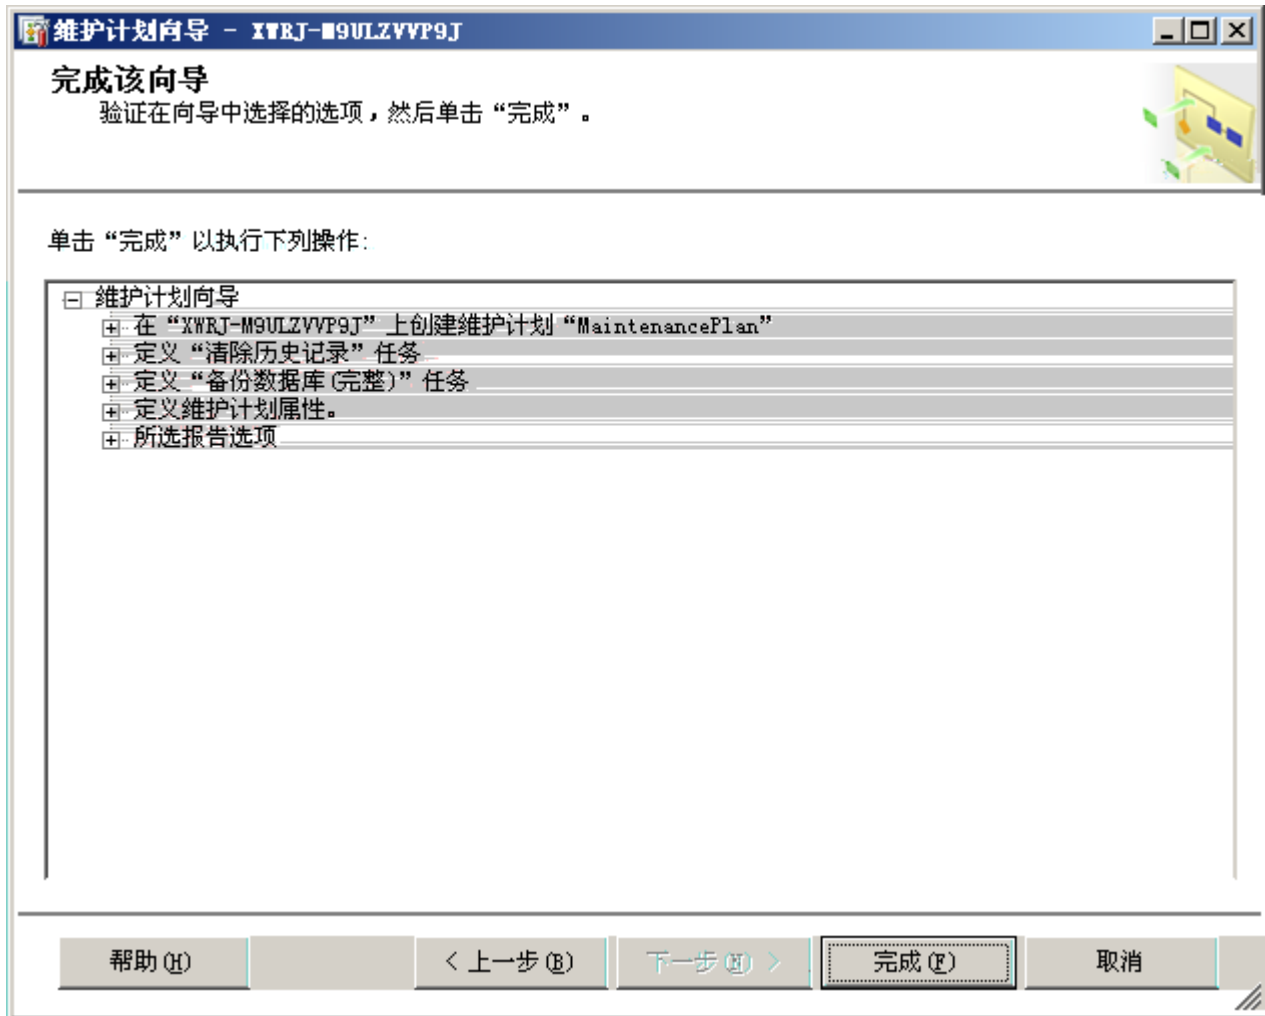 维护计划向导 - XWRJ-M9ULZVVP9J
完成该向导
验证在向导中选择的选项，然后单击“完成”。
单击“完成”以执行下列操作：
维护计划向导
在“XWRJ-M9ULZVVP9J”上创建维护计划“MaintenancePlan”
定义“清除历史记录”任务
定义“备份数据库(完整)”任务
定义维护计划属性。
所选报告选项
帮助(H) < 上一步(B) 下一步(N) > 完成(F) 取消